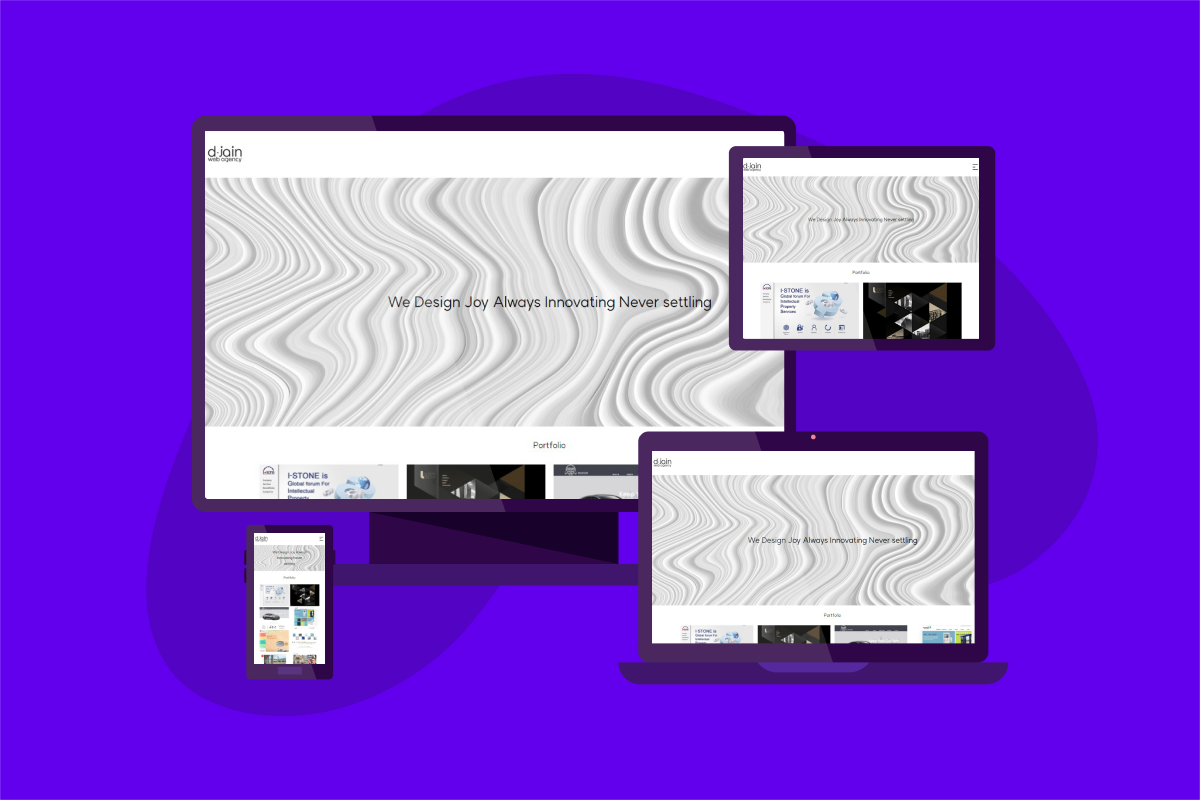 d·jain
web agency
We Design Joy Always Innovating Never settling
Portfolio
I-STONE is
Global forum For
Intellectual
Property
d·jain
web agency
We Design Joy Always Innovating Never settling
Portfolio
I-STONE is
Global forum For
Intellectual
Property
Services
d·jain
web agency
We Design Joy Always Innovating Never settling
Portfolio
I-STONE is
Global forum For
Intellectual
d·jain
We Design Joy Always
Innovating Never
settling
Portfolio